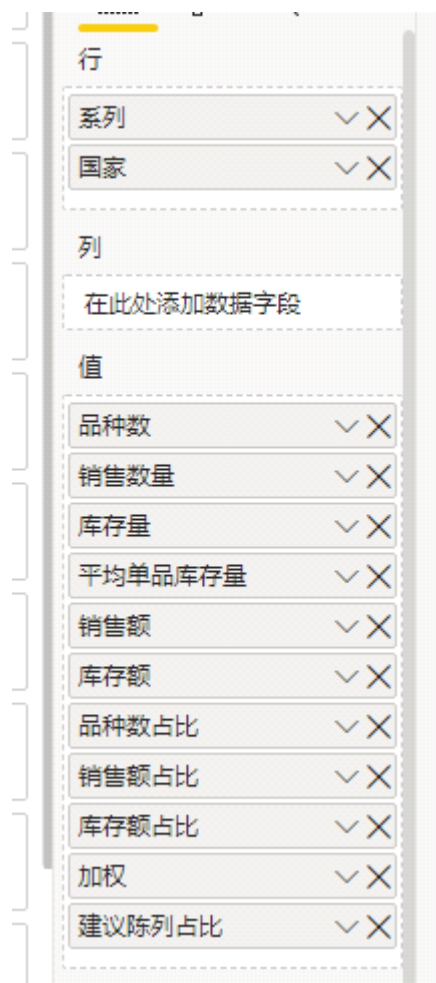 行
系列
国家
列
在此处添加数据字段
值
品种数
销售数量
库存量
平均单品库存量
销售额
库存额
品种数占比
销售额占比
库存额占比
加权
建议陈列占比